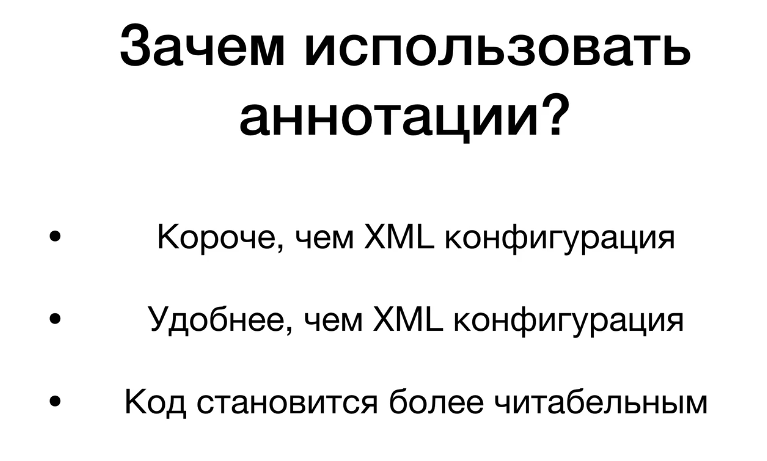 Зачем использовать
аннотации?
• Короче, чем XML конфигурация
• Удобнее, чем XML конфигурация
• Код становится более читабельным